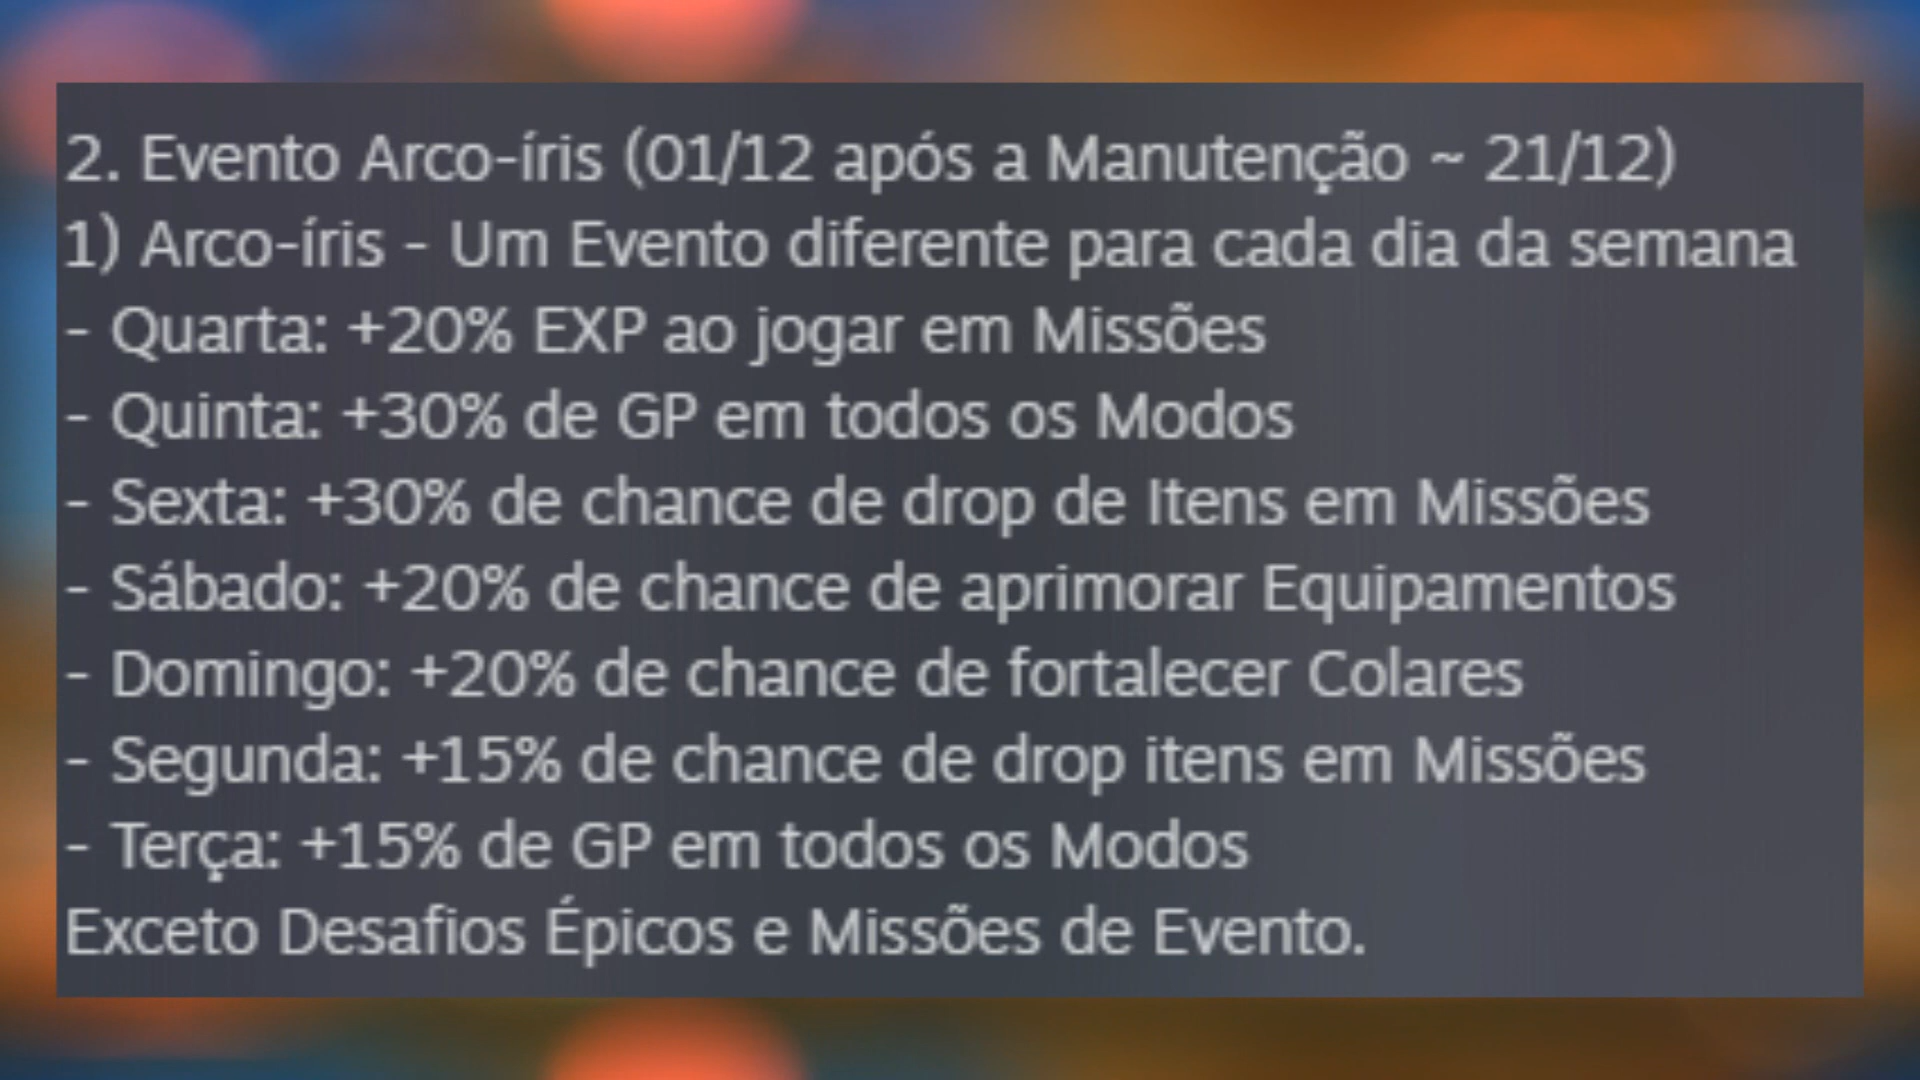 2. Evento Arco-íris (01/12 após a Manutenção ~ 21/12)
1) Arco-íris - Um Evento diferente para cada dia da semana
- Quarta: +20% EXP ao jogar em Missões
- Quinta: +30% de GP em todos os Modos
- Sexta: +30% de chance de drop de Itens em Missões
- Sábado: +20% de chance de aprimorar Equipamentos
- Domingo: +20% de chance de fortalecer Colares
- Segunda: +15% de chance de drop itens em Missões
- Terça: +15% de GP em todos os Modos
Exceto Desafios Épicos e Missões de Evento.